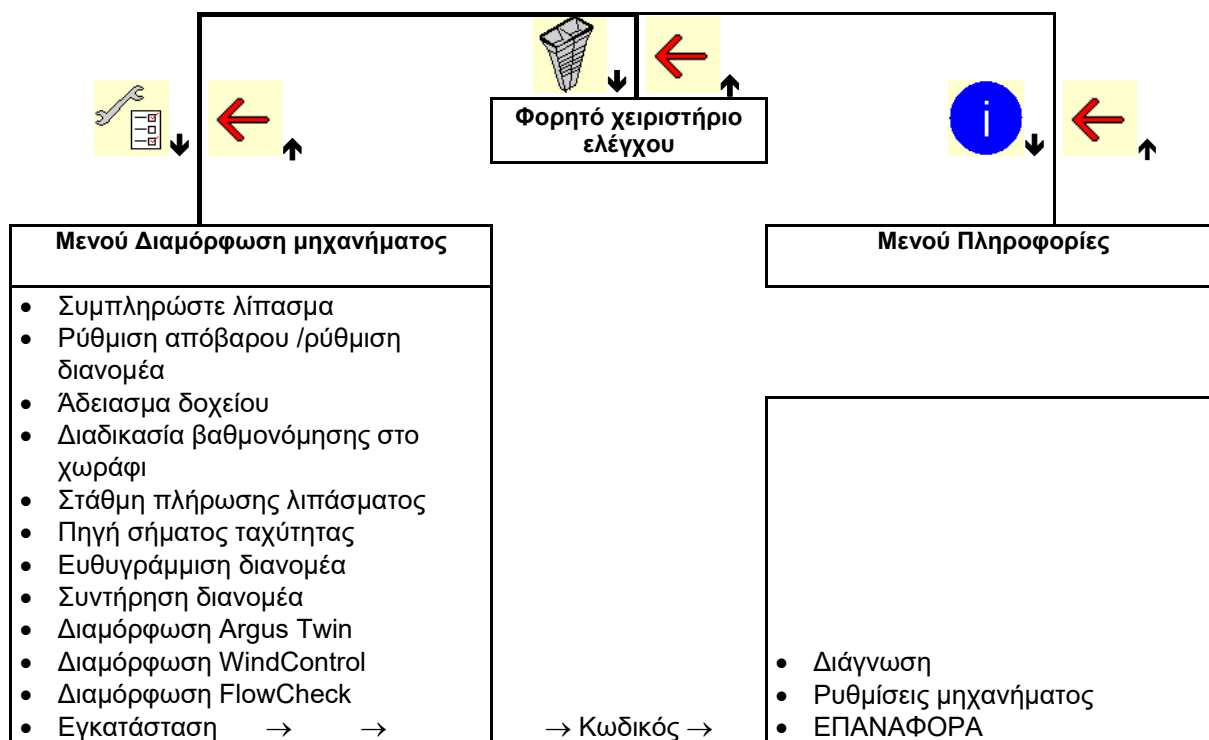 Φορητό χειριστήριο
ελέγχου
i
Μενού Διαμόρφωση μηχανήματος
Μενού Πληροφορίες
• Συμπληρώστε λίπασμα
• Ρύθμιση απόβαρου /ρύθμιση
διανομέα
• Άδειασμα δοχείου
• Διαδικασία βαθμονόμησης στο
χωράφι
• Στάθμη πλήρωσης λιπάσματος
• Πηγή σήματος ταχύτητας
• Ευθυγράμμιση διανομέα
• Συντήρηση διανομέα
• Διαμόρφωση Argus Twin
• Διαμόρφωση WindControl
• Διαμόρφωση FlowCheck
• Εγκατάσταση → → → Κωδικός →
• Διάγνωση
• Ρυθμίσεις μηχανήματος
• ΕΠΑΝΑΦΟΡΑ